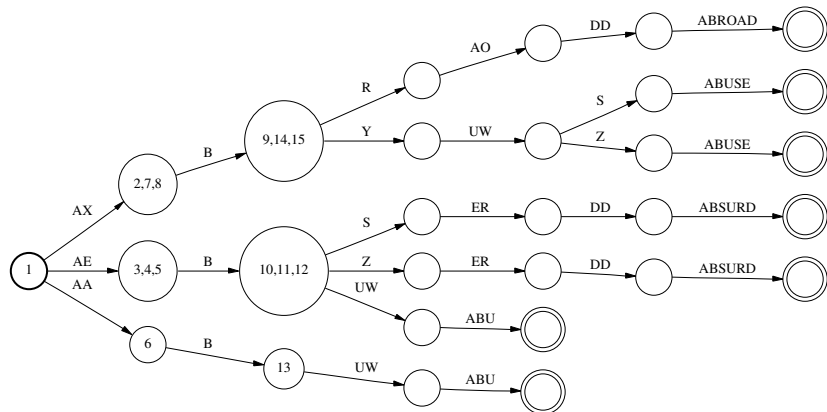 DD ABROAD
AO
R S ABUSE
9,14,15 Y UW Z ABUSE
B
2,7,8
AX S ER DD ABSURD
1 AE 3,4,5 B 10,11,12 Z ER DD ABSURD
AA UW
ABU
6 B 13 UW ABU